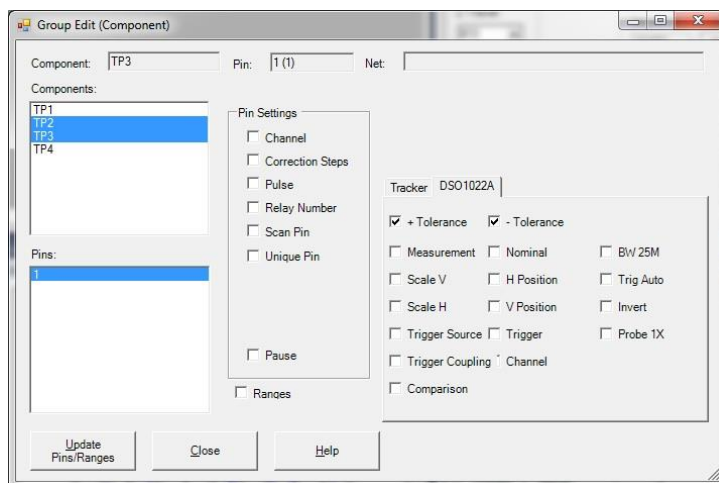 Group Edit (Component)
Component: TP3 Pin: 1 (1) Net:
Components:
TP1
TP2
TP3
TP4
Pins:
1
Pin Settings
Channel
Correction Steps
Pulse
Relay Number
Scan Pin
Unique Pin
Pause
Ranges
Tracker DSO1022A
+ Tolerance - Tolerance
Measurement Nominal BW 25M
Scale V H Position Trig Auto
Scale H V Position Invert
Trigger Source Trigger Probe 1X
Trigger Coupling Channel
Comparison
Update
Pins/Ranges
Close
Help